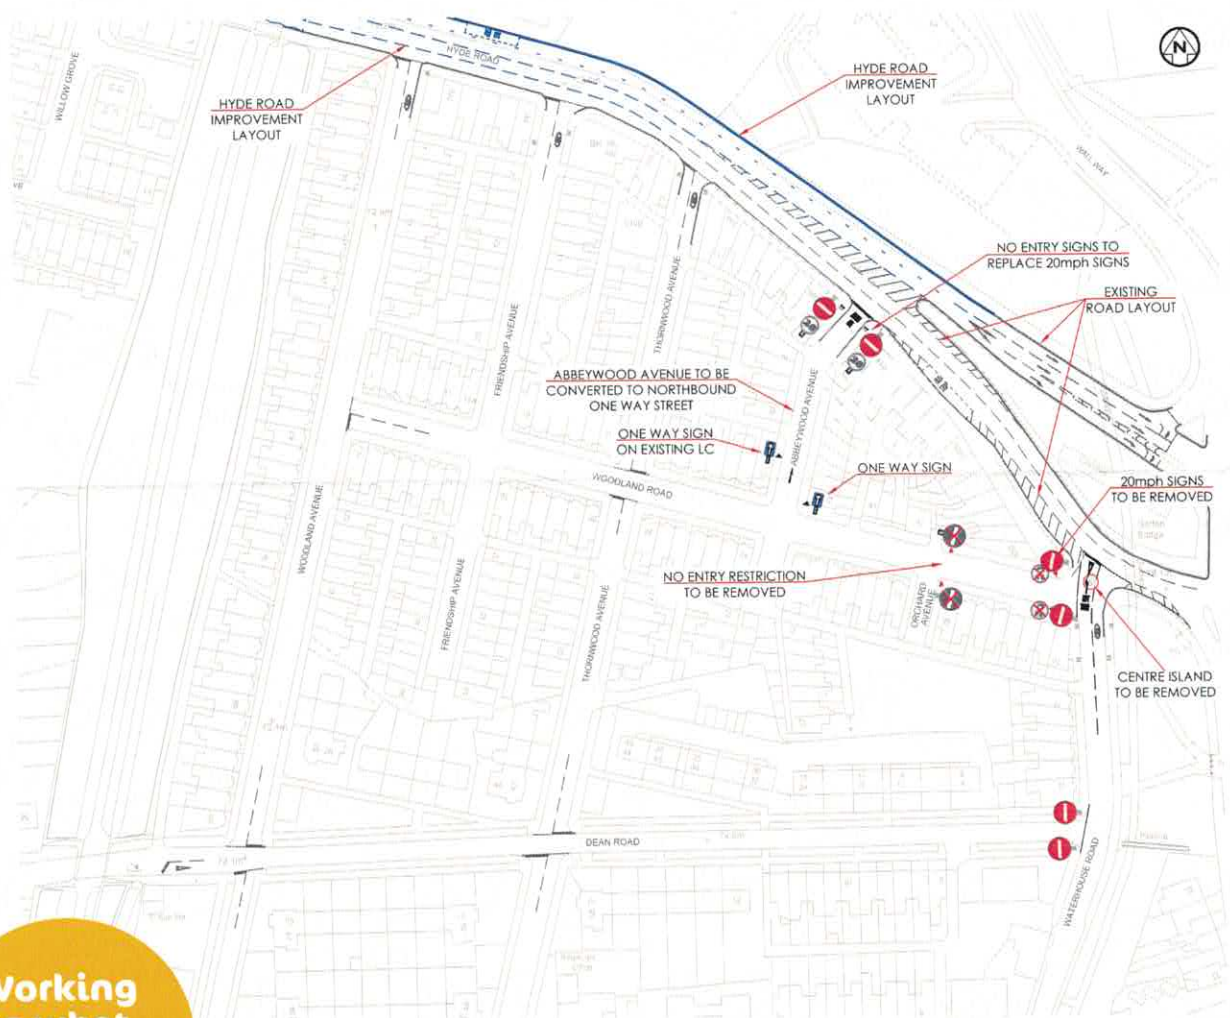 N
HYDE ROAD
WILLOW GROVE
HYDE ROAD
IMPROVEMENT
LAYOUT
HYDE ROAD
IMPROVEMENT
LAYOUT
WALL WAY
NO ENTRY SIGNS TO
REPLACE 20mph SIGNS
EXISTING
ROAD LAYOUT
THORNWOOD AVENUE
FRIENDSHIP AVENUE
20
20
ABBEYWOOD AVENUE TO BE
CONVERTED TO NORTHBOUND
ONE WAY STREET
ABBEYWOOD AVENUE
ONE WAY SIGN
ON EXISTING LC
ONE WAY SIGN
WOODLAND ROAD
20mph SIGNS
TO BE REMOVED
WOODLAND AVENUE
NO ENTRY RESTRICTION
TO BE REMOVED
ORCHARD
AVENUE
FRIENDSHIP AVENUE
THORNWOOD AVENUE
CENTRE ISLAND
TO BE REMOVED
DEAN ROAD
WATERHOUSE ROAD
Working